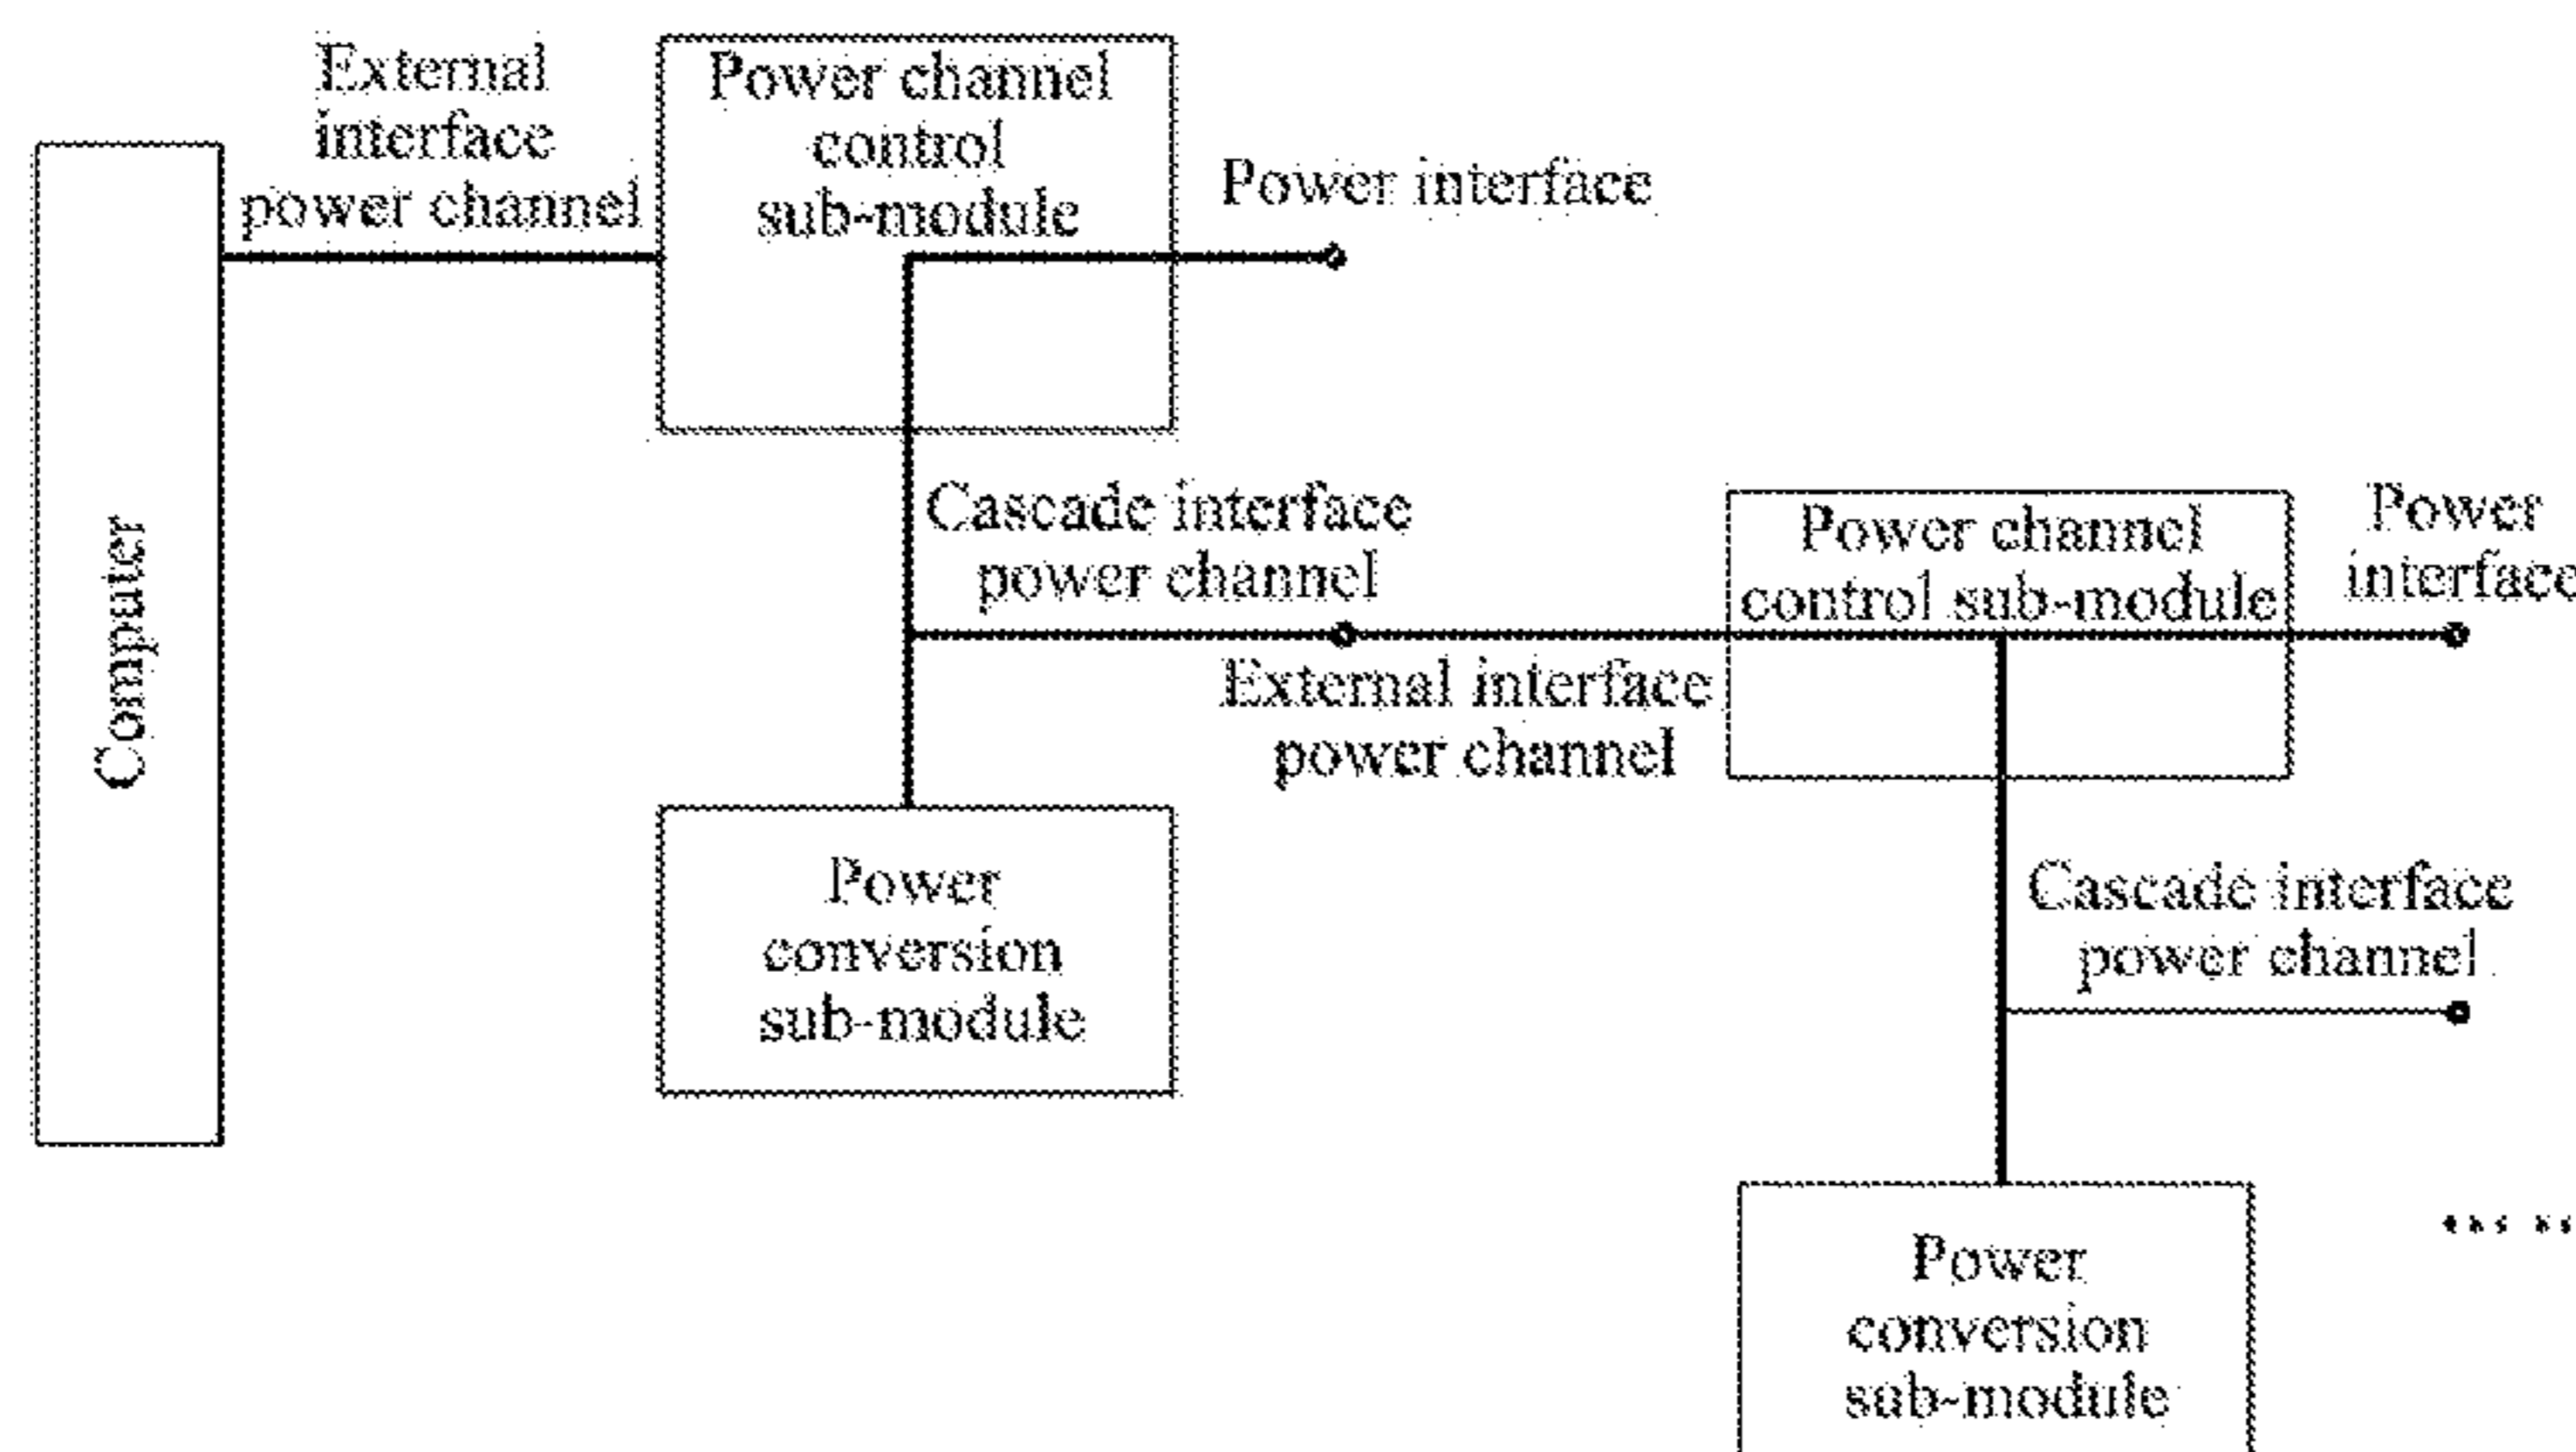 External
interface
power channel
Power channel
control
sub-module
Power interface
Computer
Cascade interface
power channel
Power channel
control sub-module
Power
interface
External interface
power channel
Power
conversion
sub-module
Cascade interface
power channel
Power
conversion
sub-module